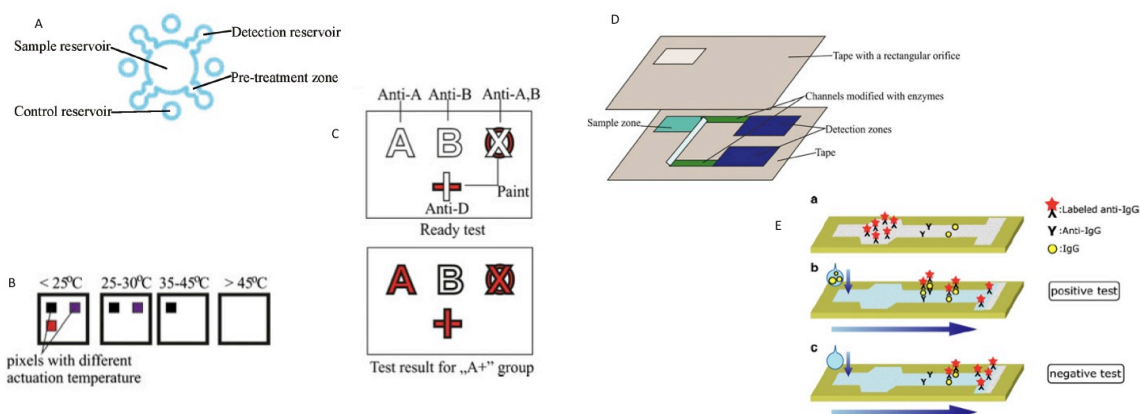 A
Sample reservoir
Detection reservoir
Pre-treatment zone
Control reservoir
B
< 25⁰C 25-30⁰C 35-45⁰C > 45⁰C
pixels with different
actuation temperature
C
Anti-A Anti-B Anti-A,B
A B X
Paint
Anti-D
Ready test
A B X
Test result for „A+” group
D
Tape with a rectangular orifice
Channels modified with enzymes
Sample zone
Detection zones
Tape
E
a
:Labeled anti-IgG
:Anti-IgG
:IgG
b
positive test
c
negative test